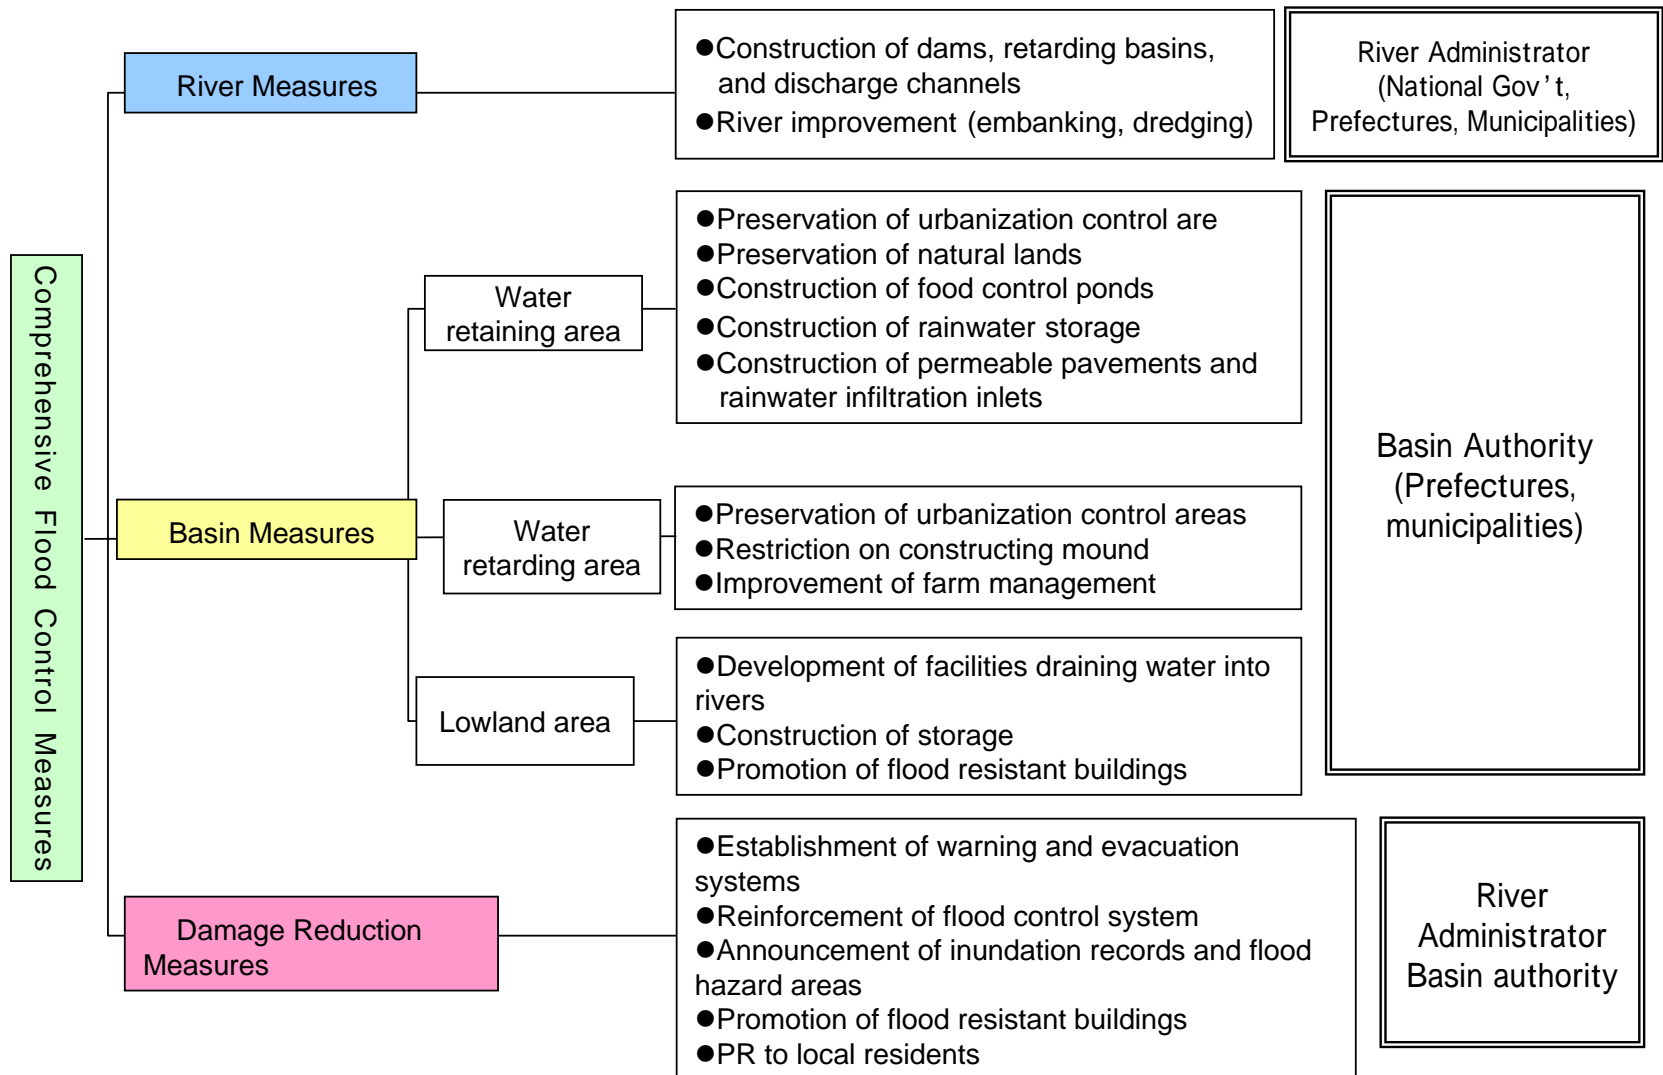 Comprehensive Flood Control Measures
River Measures
●Construction of dams, retarding basins,
and discharge channels
●River improvement (embanking, dredging)
River Administrator
(National Gov't,
Prefectures, Municipalities)
Basin Measures
Water
retaining area
●Preservation of urbanization control are
●Preservation of natural lands
●Construction of food control ponds
●Construction of rainwater storage
●Construction of permeable pavements and
rainwater infiltration inlets
Water
retarding area
●Preservation of urbanization control areas
●Restriction on constructing mound
●Improvement of farm management
Lowland area
●Development of facilities draining water into
rivers
●Construction of storage
●Promotion of flood resistant buildings
Basin Authority
(Prefectures,
municipalities)
Damage Reduction
Measures
●Establishment of warning and evacuation
systems
●Reinforcement of flood control system
●Announcement of inundation records and flood
hazard areas
●Promotion of flood resistant buildings
●PR to local residents
River
Administrator
Basin authority